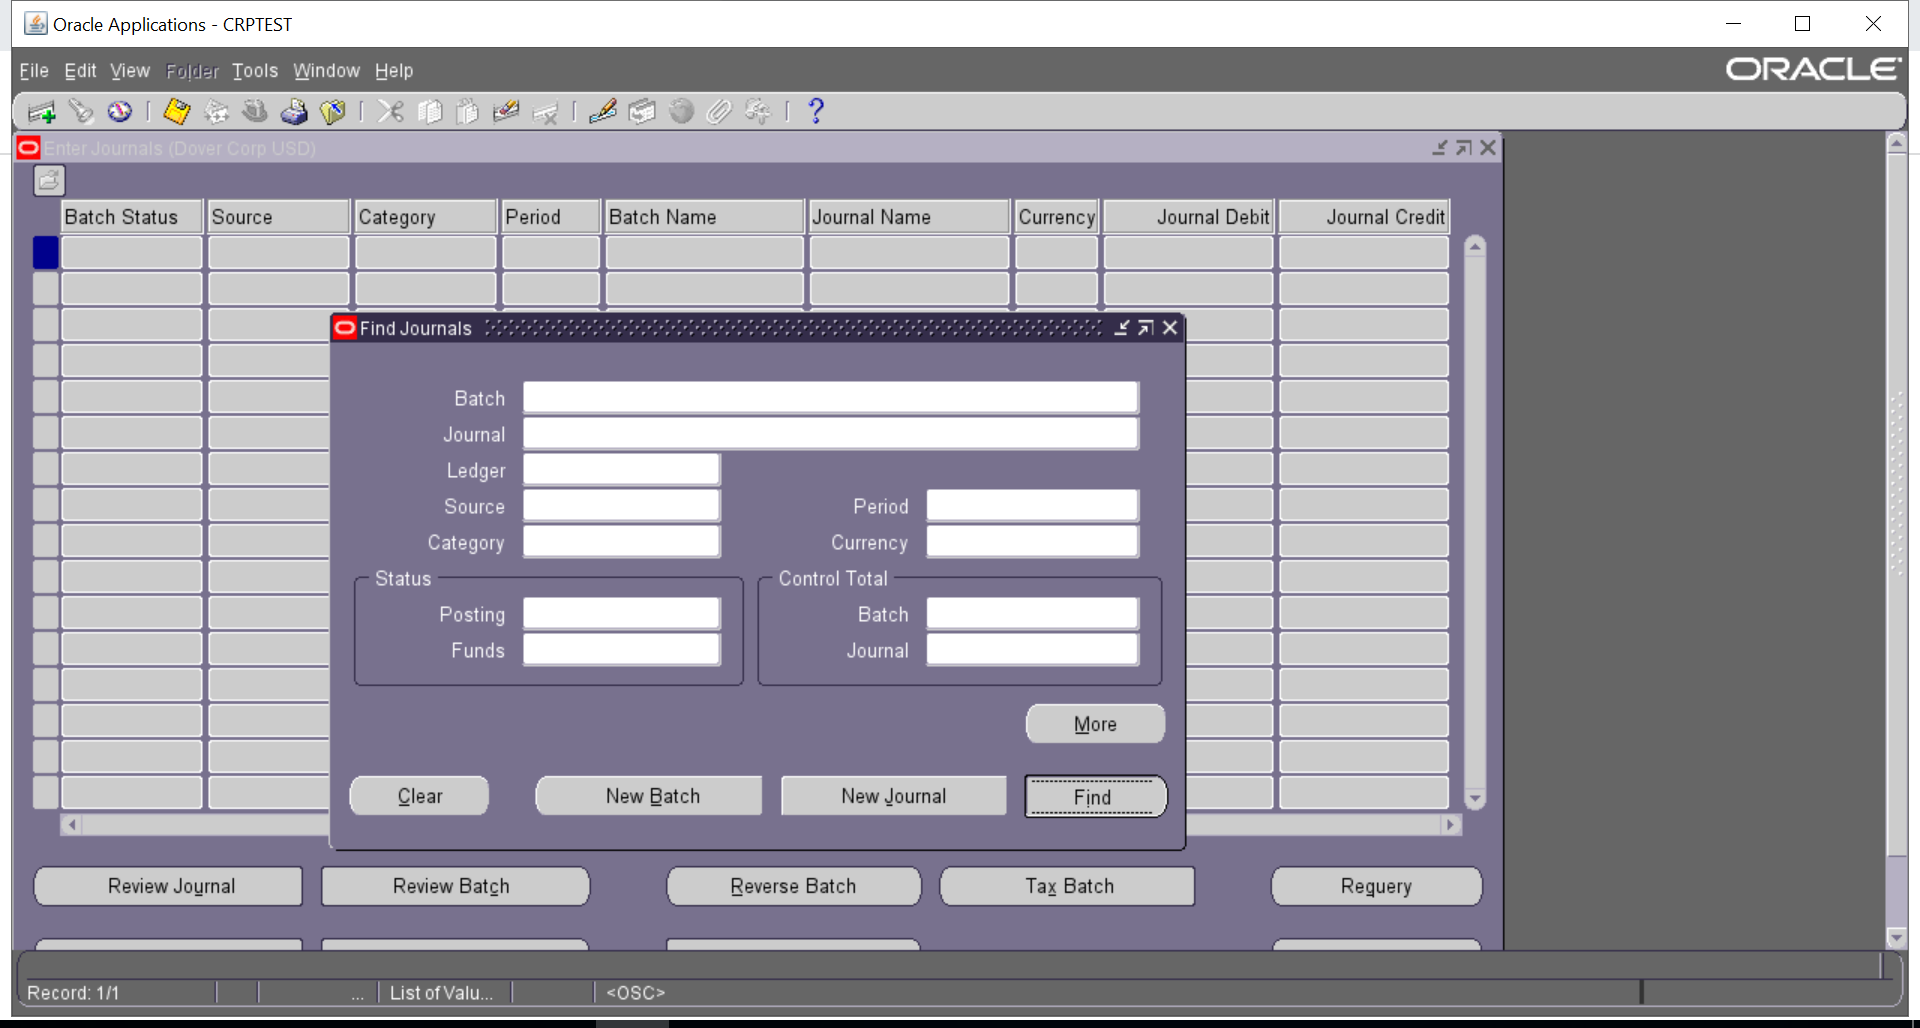 Oracle Applications - CRPTEST
File Edit View Folder Tools Window Help
ORACLE
Enter Journals (Dover Corp USD)
Batch Status Source Category Period Batch Name Journal Name Currency Journal Debit Journal Credit
Find Journals
Batch
Journal
Ledger
Source Period
Category Currency
Status Control Total
Posting Batch
Funds Journal
More
Clear New Batch New Journal Find
Review Journal Review Batch Reverse Batch Tax Batch Requery
Record: 1/1 ... List of Valu... <OSC>